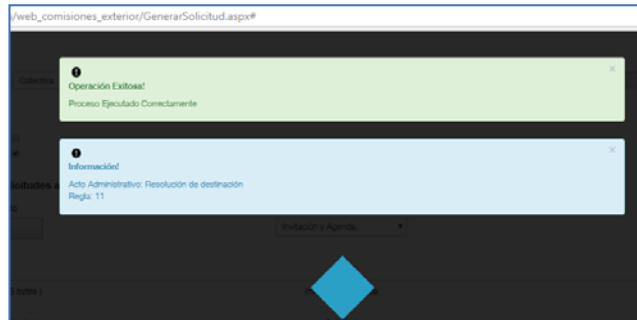 /web_comisiones_exterior/GenerarSolicitud.aspx#
Operación Exitosa!
Proceso Ejecutado Correctamente
Colectiva
Información!
Acto Administrativo: Resolución de destinación
Regla: 11
Invitación y Agenda,
bytes )